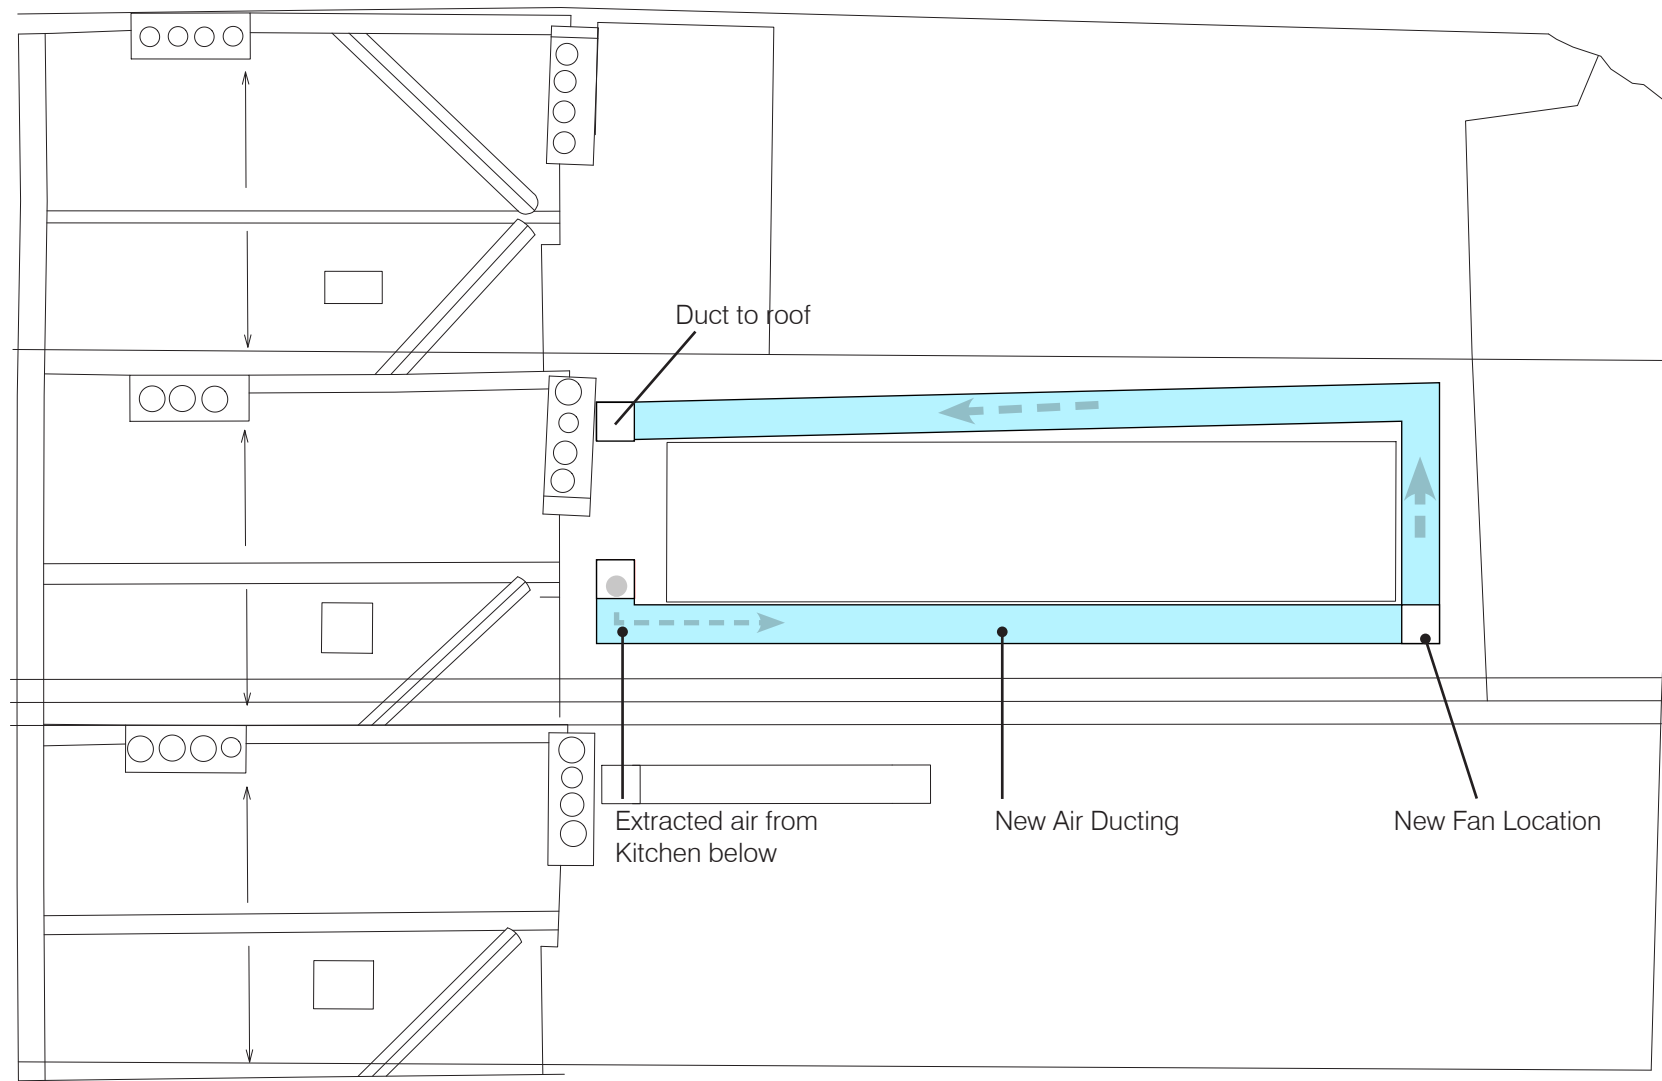 Duct to roof
Extracted air from
Kitchen below
New Air Ducting
New Fan Location